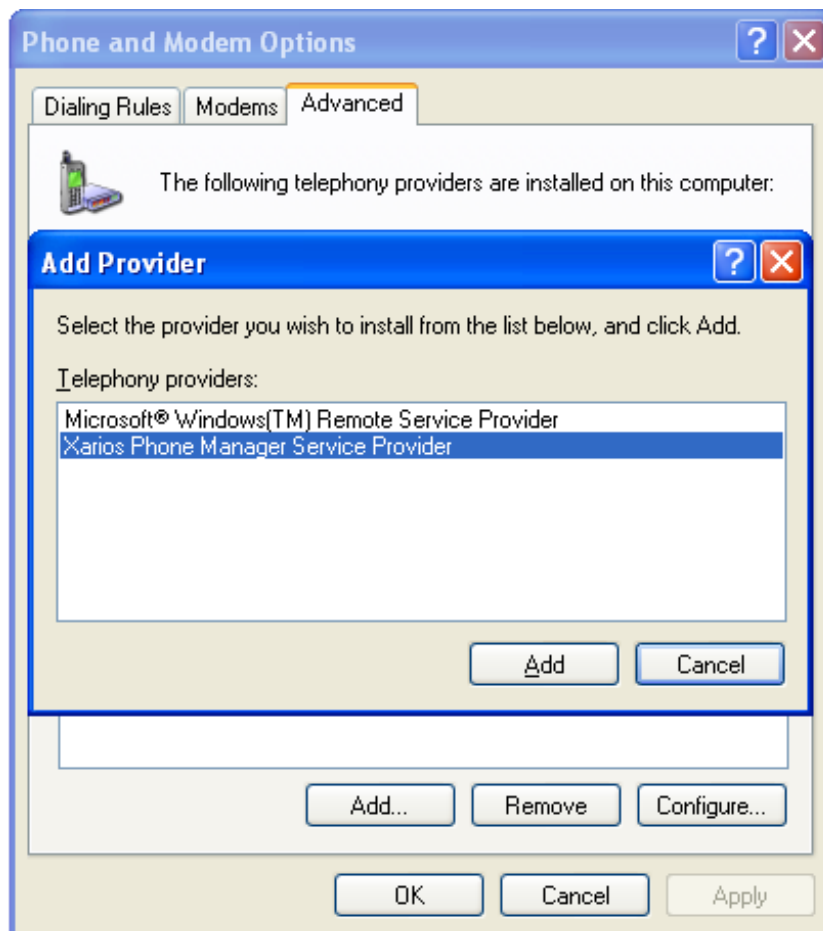 Phone and Modem Options
Dialing Rules Modems Advanced
The following telephony providers are installed on this computer:
Add Provider
Select the provider you wish to install from the list below, and click Add.
Telephony providers:
Microsoft® Windows(TM) Remote Service Provider
Xarios Phone Manager Service Provider
Add Cancel
Add... Remove Configure...
OK Cancel Apply